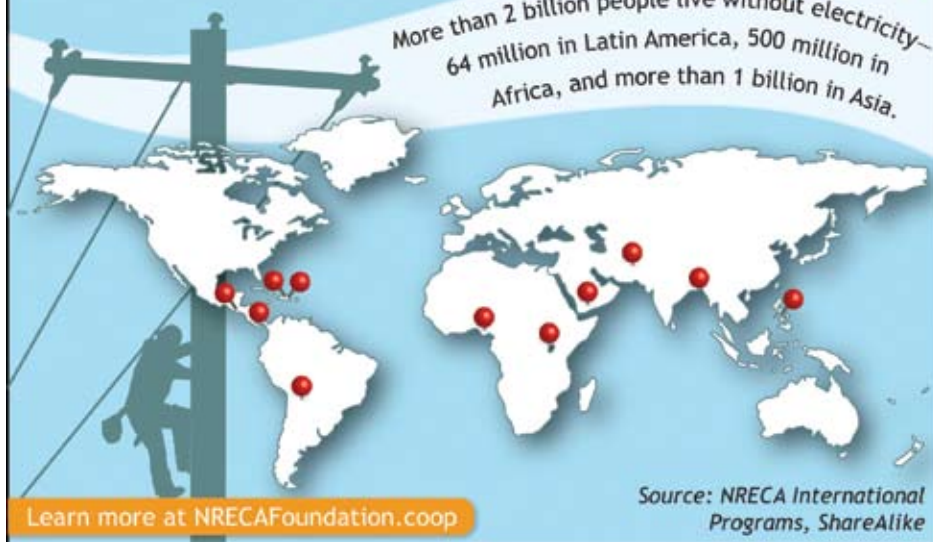 More than 2 billion people live without electricity—
64 million in Latin America, 500 million in
Africa, and more than 1 billion in Asia.
Learn more at NRECAFoundation.coop
Source: NRECA International
Programs, ShareAlike